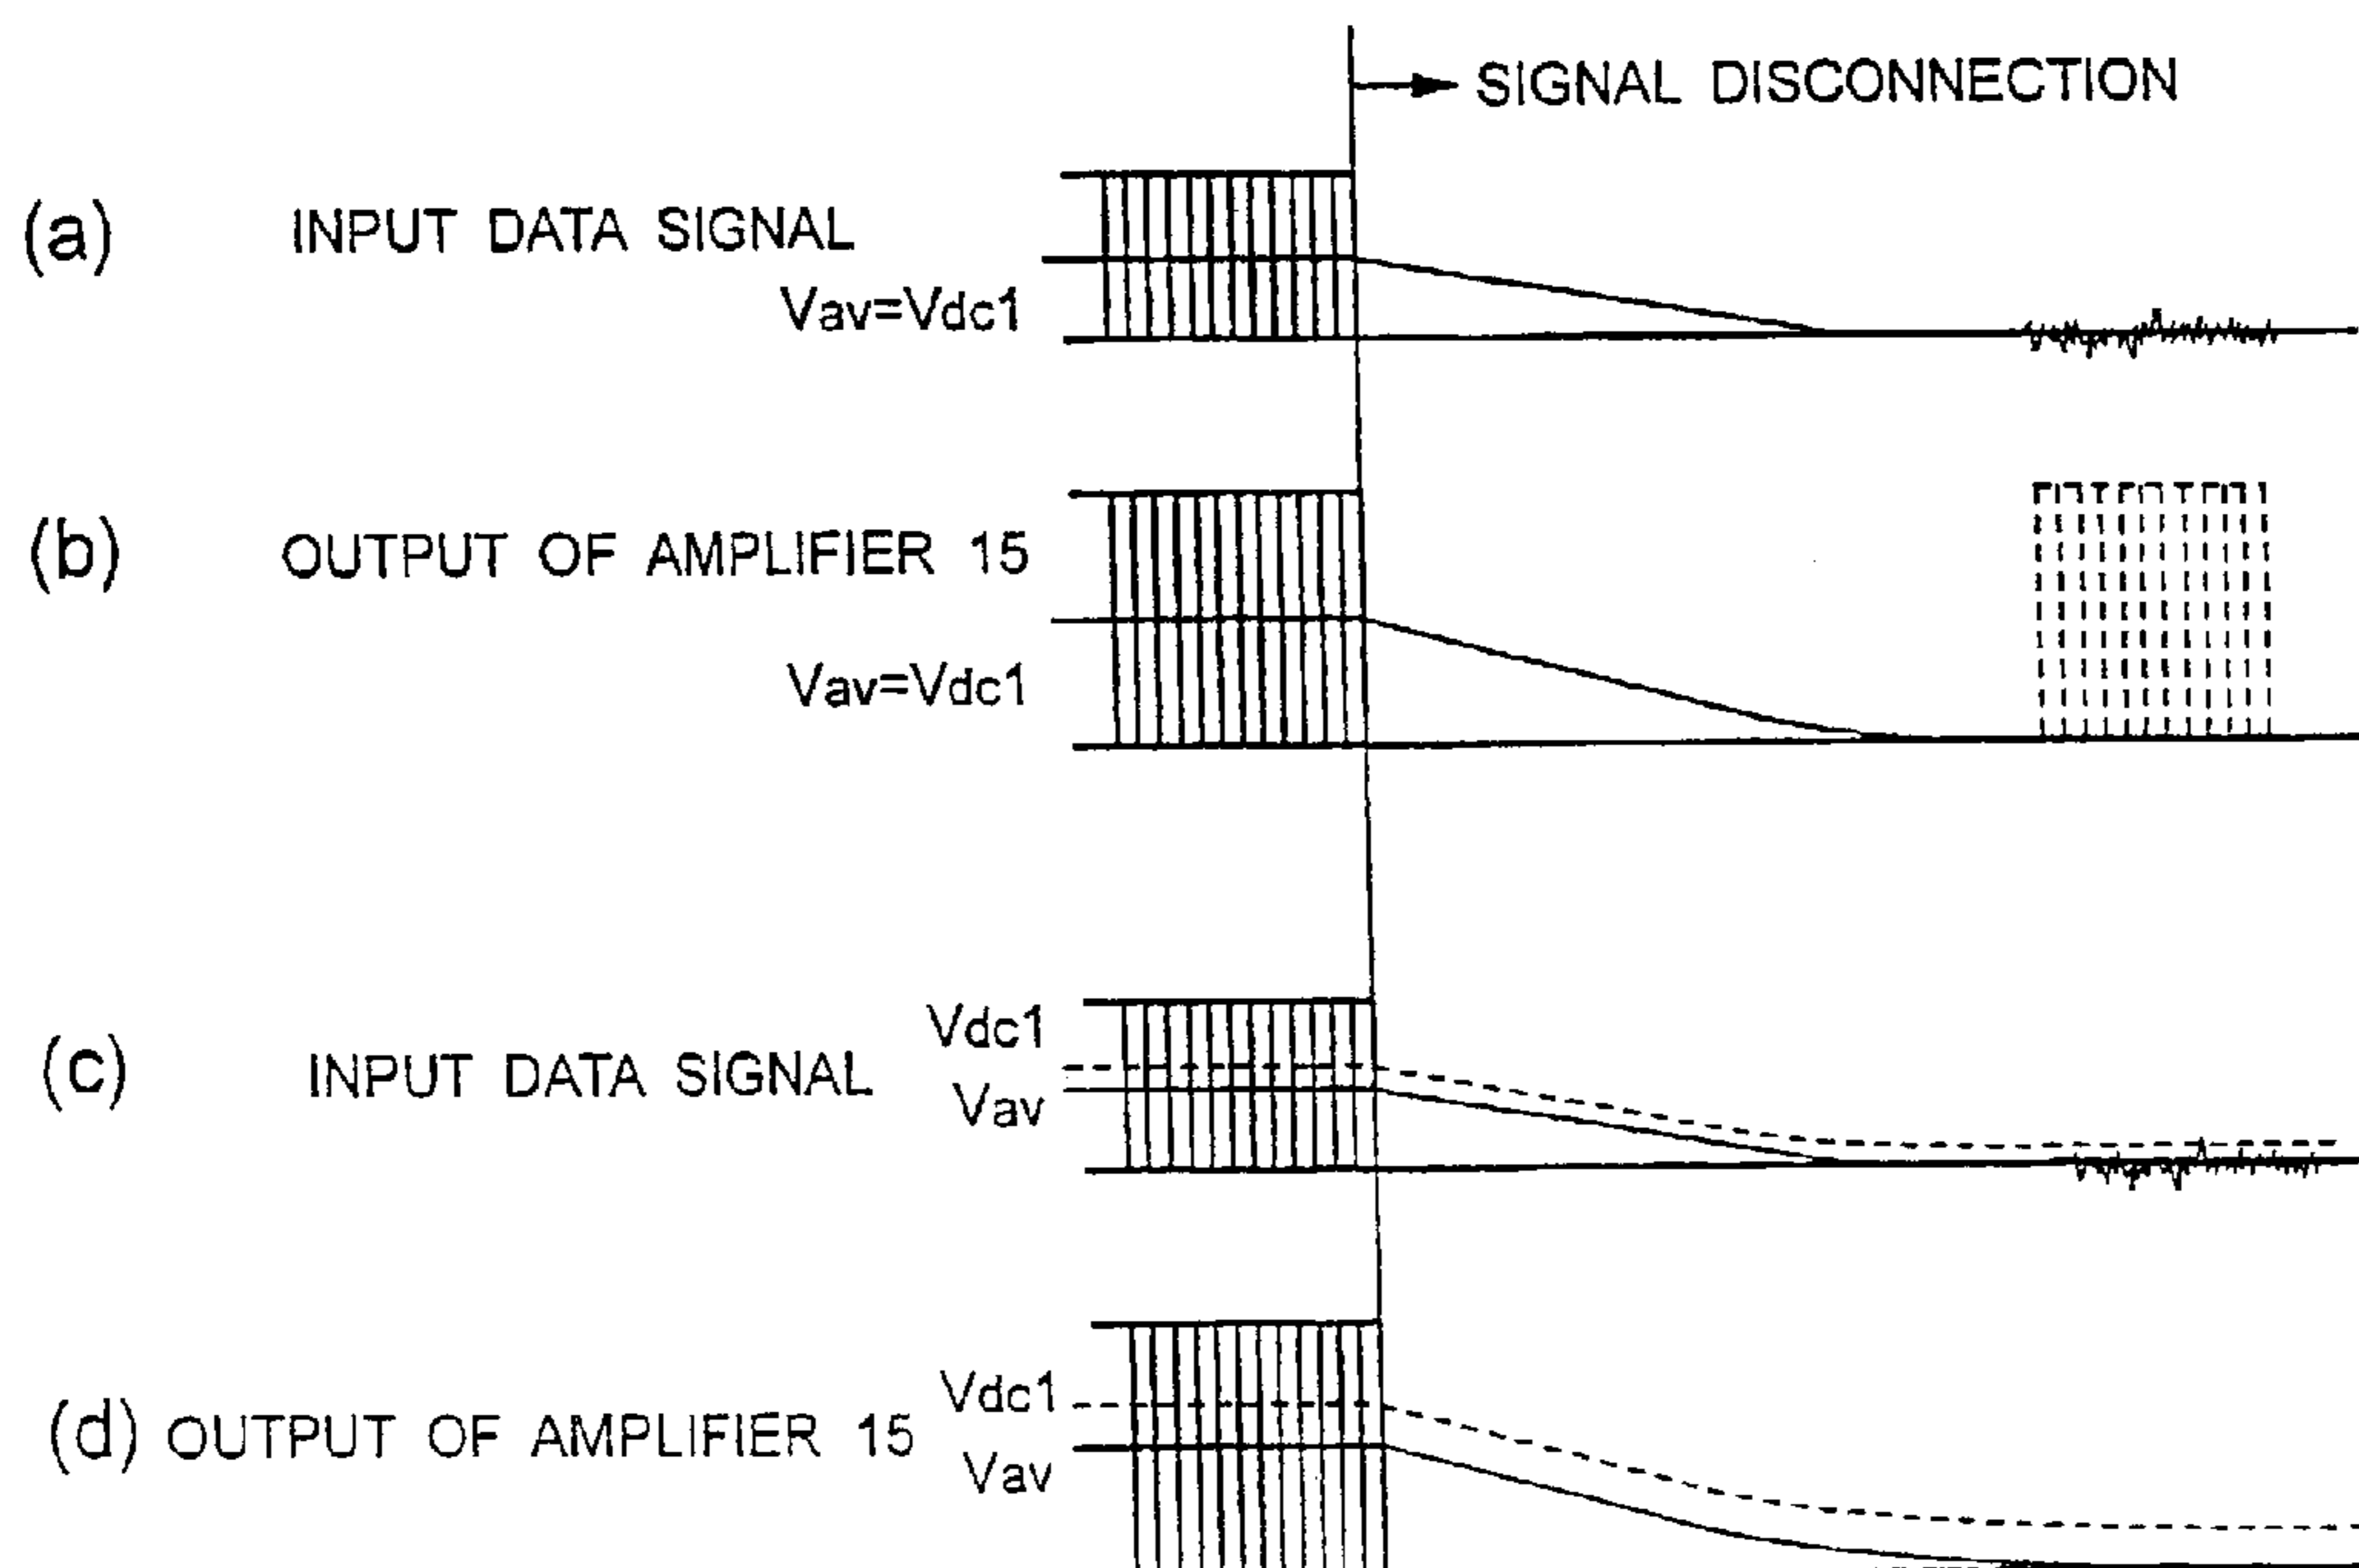 SIGNAL DISCONNECTION
(a) INPUT DATA SIGNAL
Vav=Vdc1
(b) OUTPUT OF AMPLIFIER 15
Vav=Vdc1
Vdc1
(c) INPUT DATA SIGNAL
Vav
Vdc1
(d) OUTPUT OF AMPLIFIER 15
Vav